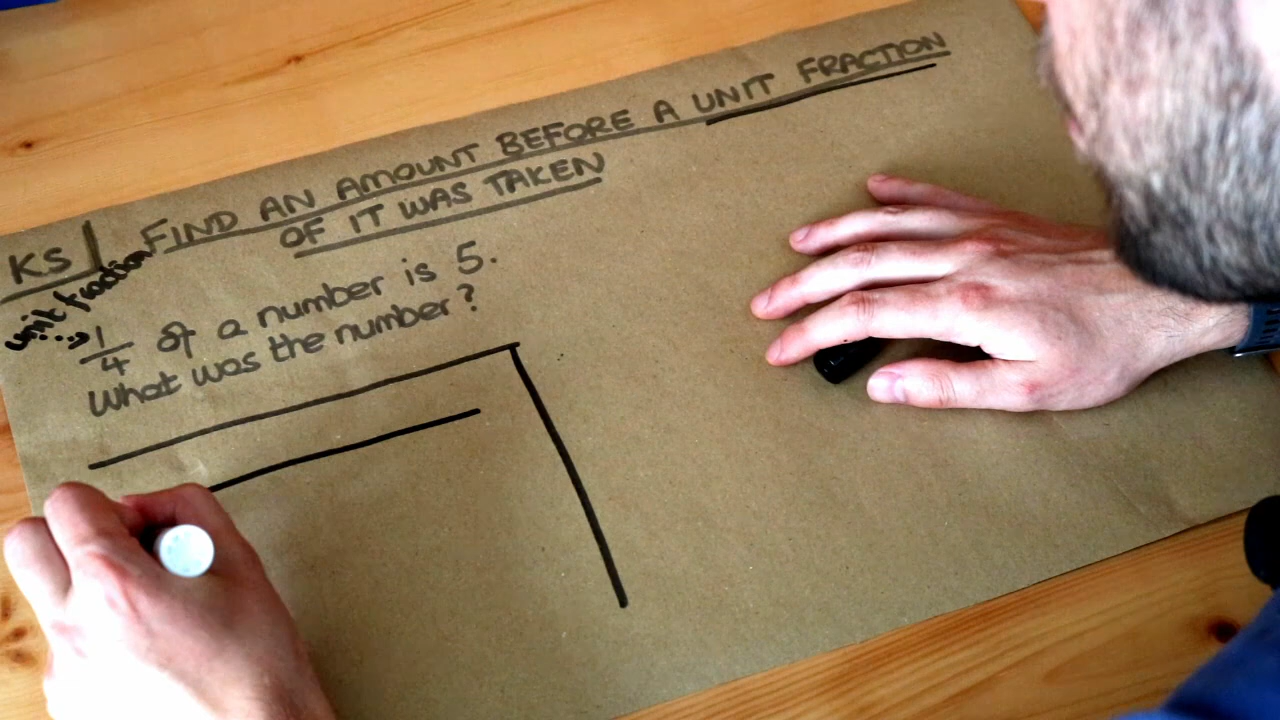 KS1 FIND AN AMOUNT BEFORE A UNIT FRACTION
OF IT WAS TAKEN
unit fraction
1/4 of a number is 5.
What was the number?